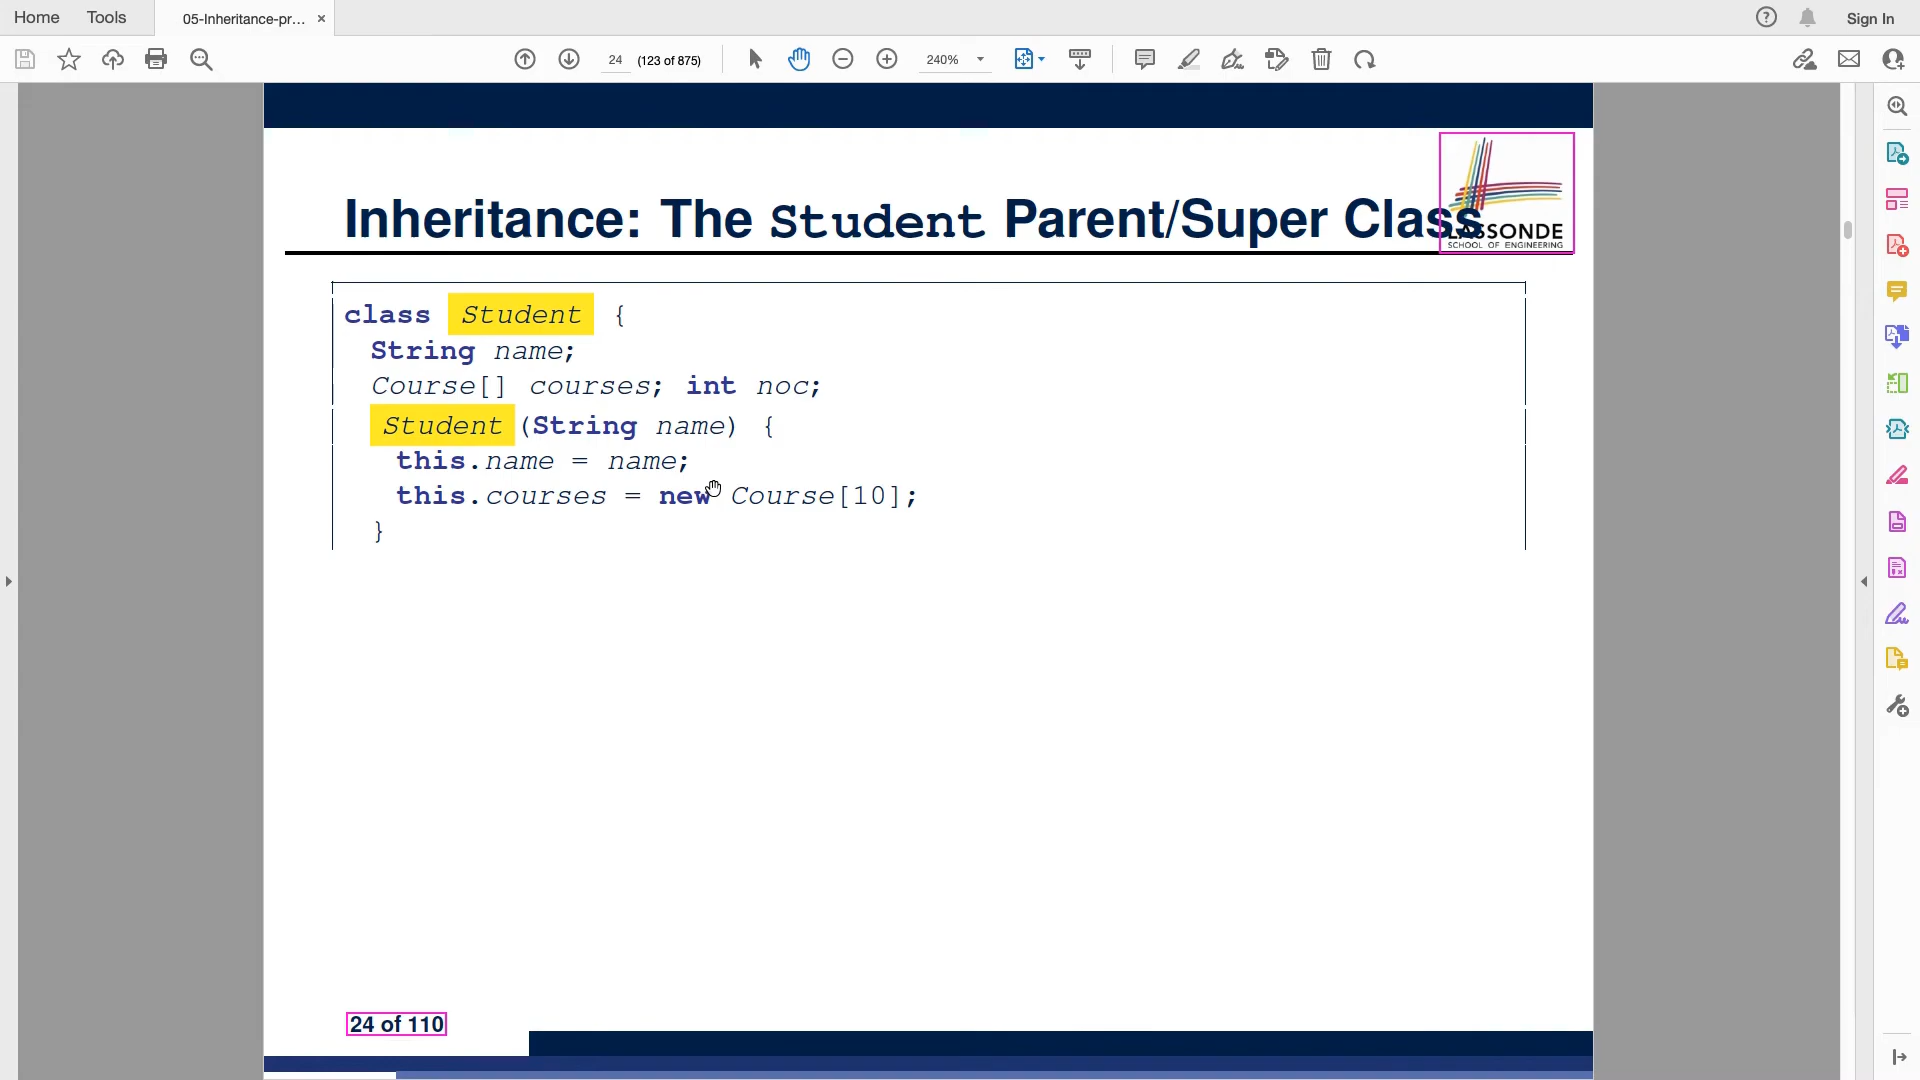 Home Tools 05-Inheritance-pr... × Sign In
24 (123 of 875) 240%
LASSONDE
SCHOOL OF ENGINEERING
Inheritance: The Student Parent/Super Class
class Student {
String name;
Course[] courses; int noc;
Student (String name) {
this.name = name;
this.courses = new Course[10];
}
24 of 110